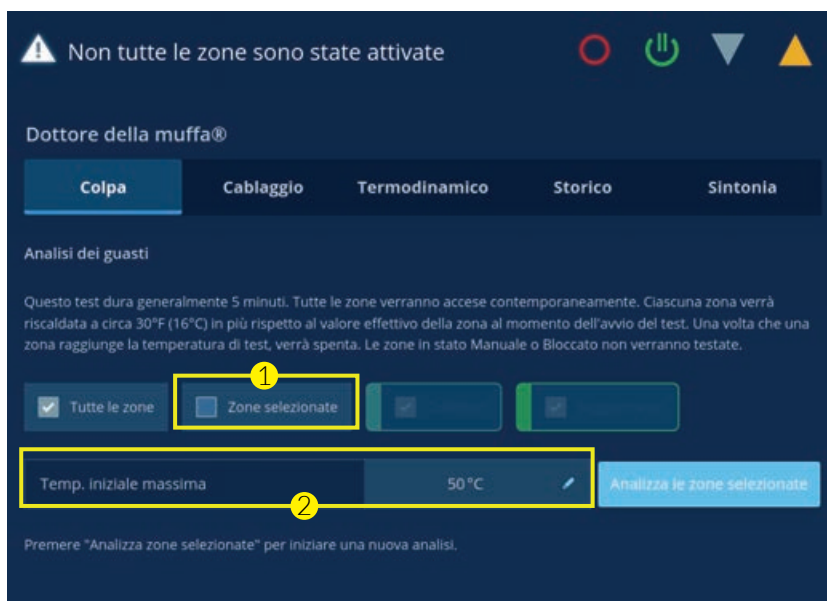 Non tutte le zone sono state attivate
Dottore della muffa®
Colpa Cablaggio Termodinamico Storico Sintonia
Analisi dei guasti
Questo test dura generalmente 5 minuti. Tutte le zone verranno accese contemporaneamente. Ciascuna zona verrà
riscaldata a circa 30°F (16°C) in più rispetto al valore effettivo della zona al momento dell'avvio del test. Una volta che una
zona raggiunge la temperatura di test, verrà spenta. Le zone in stato Manuale o Bloccato non verranno testate.
1
Tutte le zone Zone selezionate
Temp. iniziale massima 50°C Analizza le zone selezionate
2
Premere "Analizza zone selezionate" per iniziare una nuova analisi.